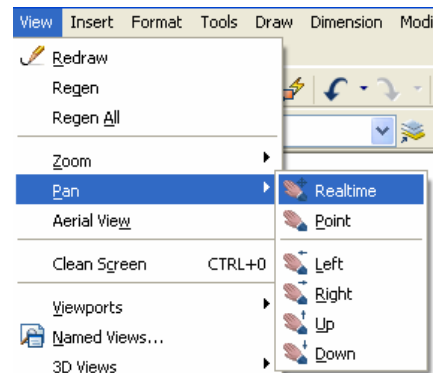 View Insert Format Tools Draw Dimension Modi
Redraw
Regen
Regen All
Zoom
Pan
Realtime
Aerial View
Point
Clean Screen CTRL+0
Left
Right
Viewports
Up
Named Views...
Down
3D Views